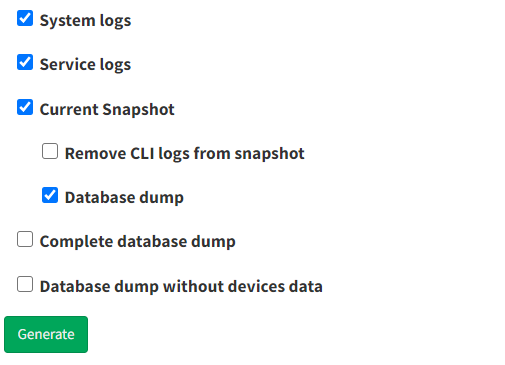 System logs
Service logs
Current Snapshot
Remove CLI logs from snapshot
Database dump
Complete database dump
Database dump without devices data
Generate